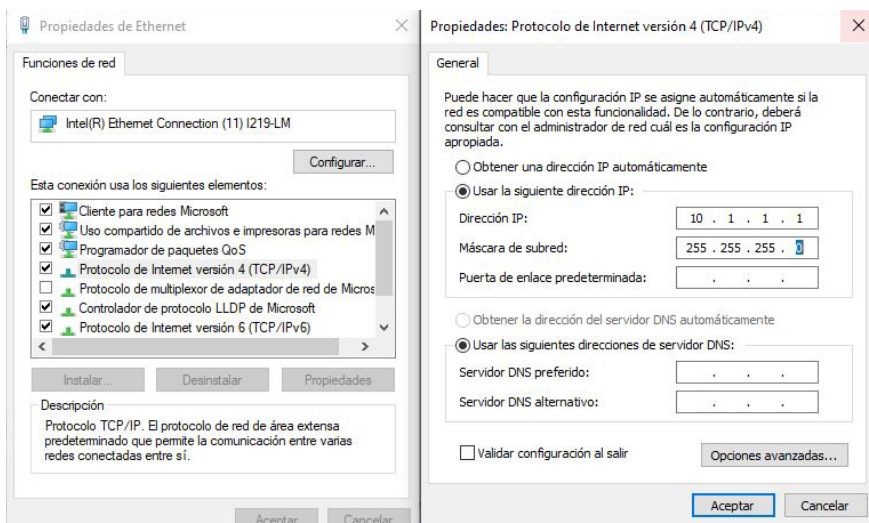 Propiedades de Ethernet
Funciones de red
Conectar con:
Intel(R) Ethernet Connection (11) I219-LM
Configurar...
Esta conexión usa los siguientes elementos:
Cliente para redes Microsoft
Uso compartido de archivos e impresoras para redes M
Programador de paquetes QoS
Protocolo de Internet versión 4 (TCP/IPv4)
Protocolo de multiplexor de adaptador de red de Micros
Controlador de protocolo LLDP de Microsoft
Protocolo de Internet versión 6 (TCP/IPv6)
Instalar...
Desinstalar
Propiedades
Descripción
Protocolo TCP/IP. El protocolo de red de área extensa
predeterminado que permite la comunicación entre varias
redes conectadas entre sí.
Aceptar
Cancelar
Propiedades: Protocolo de Internet versión 4 (TCP/IPv4)
General
Puede hacer que la configuración IP se asigne automáticamente si la
red es compatible con esta funcionalidad. De lo contrario, deberá
consultar con el administrador de red cuál es la configuración IP
apropiada.
Obtener una dirección IP automáticamente
Usar la siguiente dirección IP:
Dirección IP: 10 . 1 . 1 . 1
Máscara de subred: 255 . 255 . 255 . 0
Puerta de enlace predeterminada: . . .
Obtener la dirección del servidor DNS automáticamente
Usar las siguientes direcciones de servidor DNS:
Servidor DNS preferido: . . .
Servidor DNS alternativo: . . .
Validar configuración al salir
Opciones avanzadas...
Aceptar
Cancelar